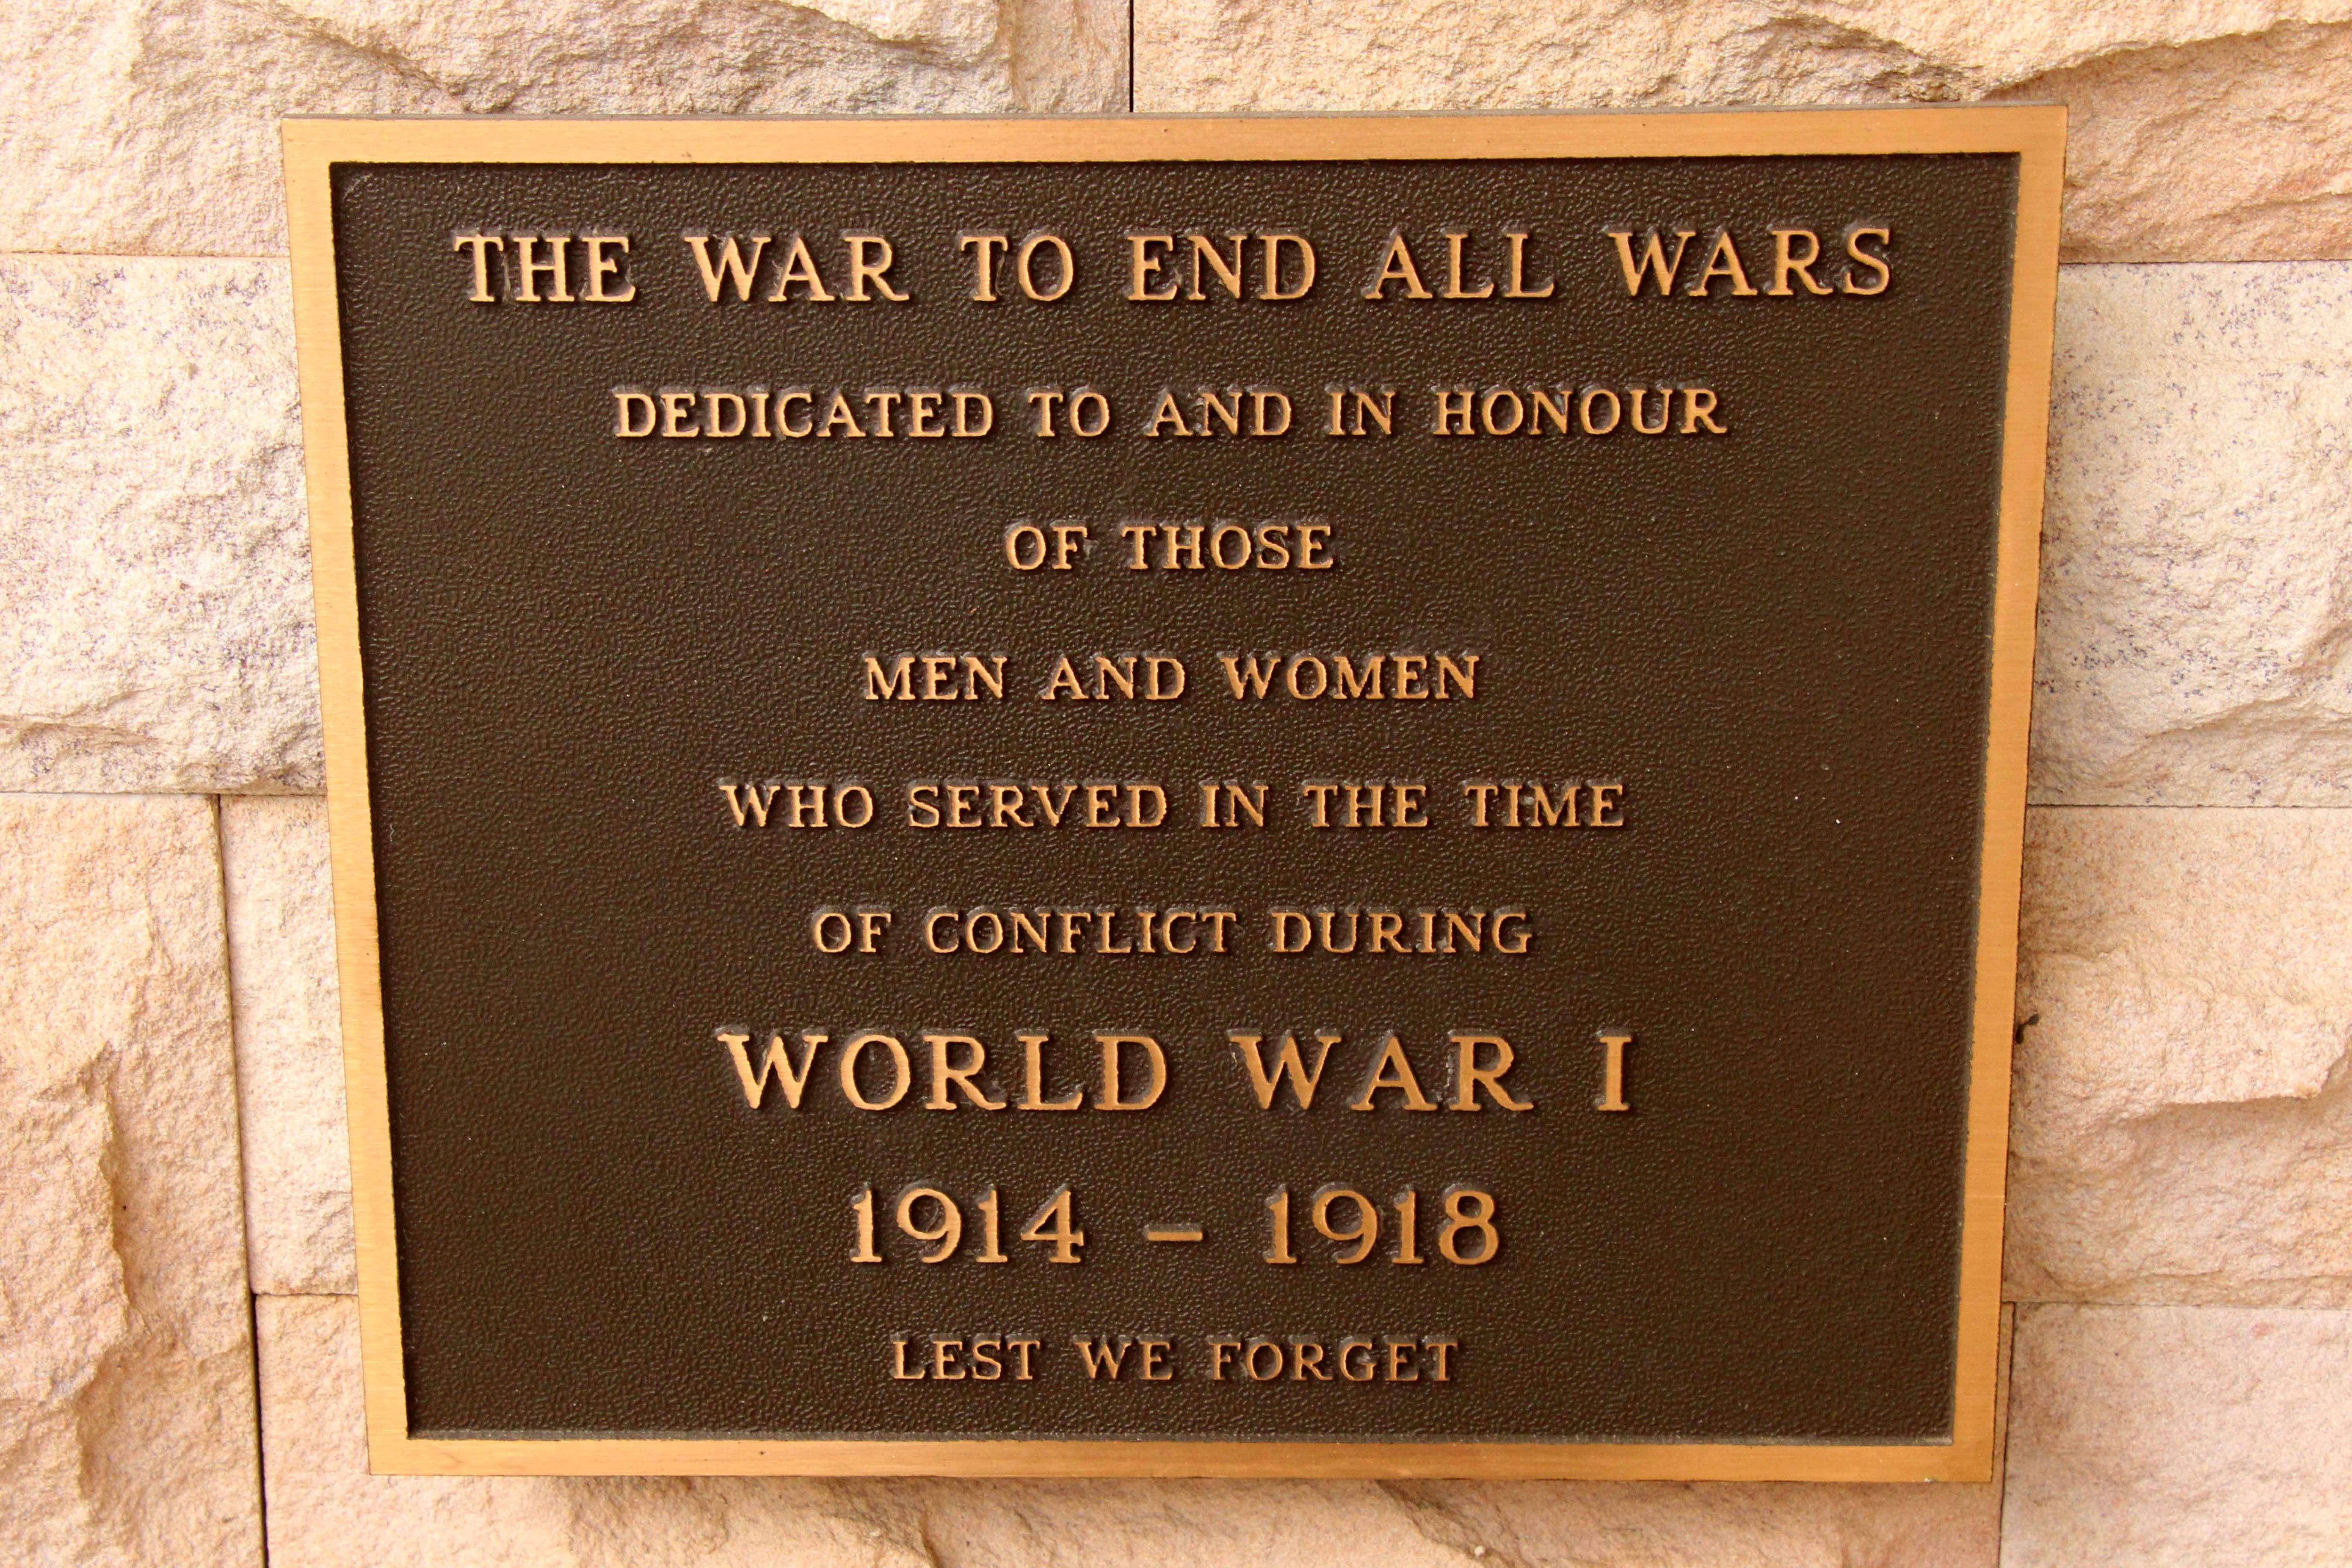 THE WAR TO END ALL WARS
DEDICATED TO AND IN HONOUR
OF THOSE
MEN AND WOMEN
WHO SERVED IN THE TIME
OF CONFLICT DURING
WORLD WAR I
1914 – 1918
LEST WE FORGET